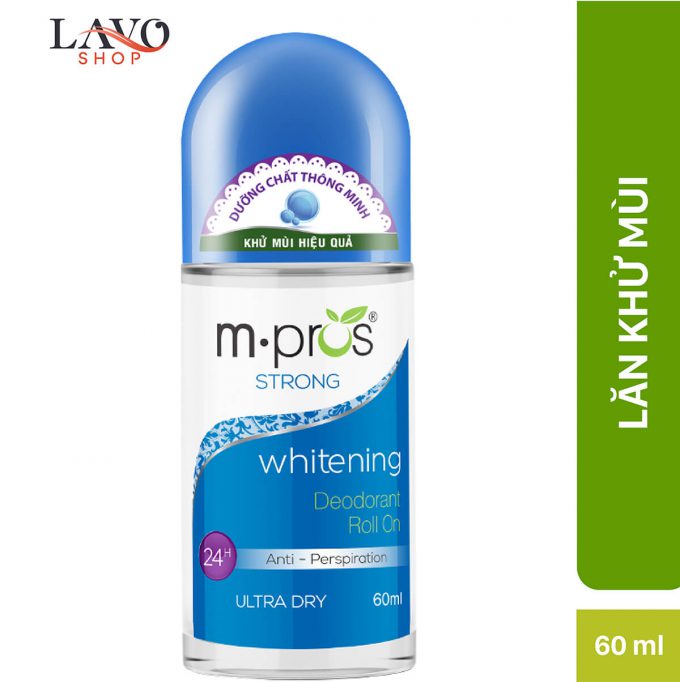 LAVO
SHOP
DƯỠNG CHẤT THÔNG MINH
KHỬ MÙI HIỆU QUẢ
m•pros®
STRONG
whitening
Deodorant
Roll On
24H
Anti - Perspiration
ULTRA DRY 60ml
LĂN KHỬ MÙI
60 ml